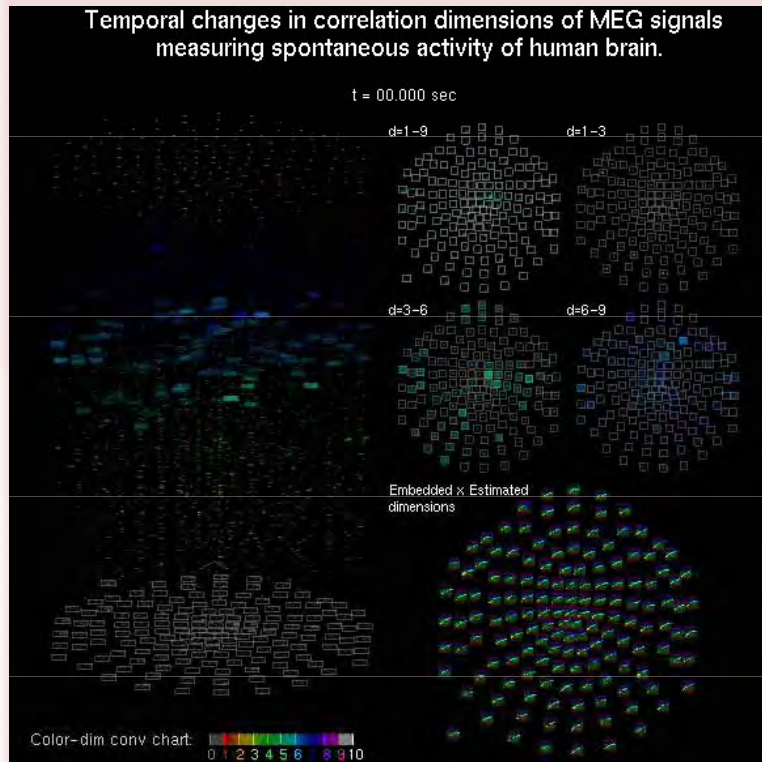 Temporal changes in correlation dimensions of MEG signals
measuring spontaneous activity of human brain.
t = 00.000 sec
d=1-9
d=1-3
d=3-6
d=6-9
Embedded x Estimated
dimensions
Color-dim conv chart:
0 1 2 3 4 5 6 7 8 9 10